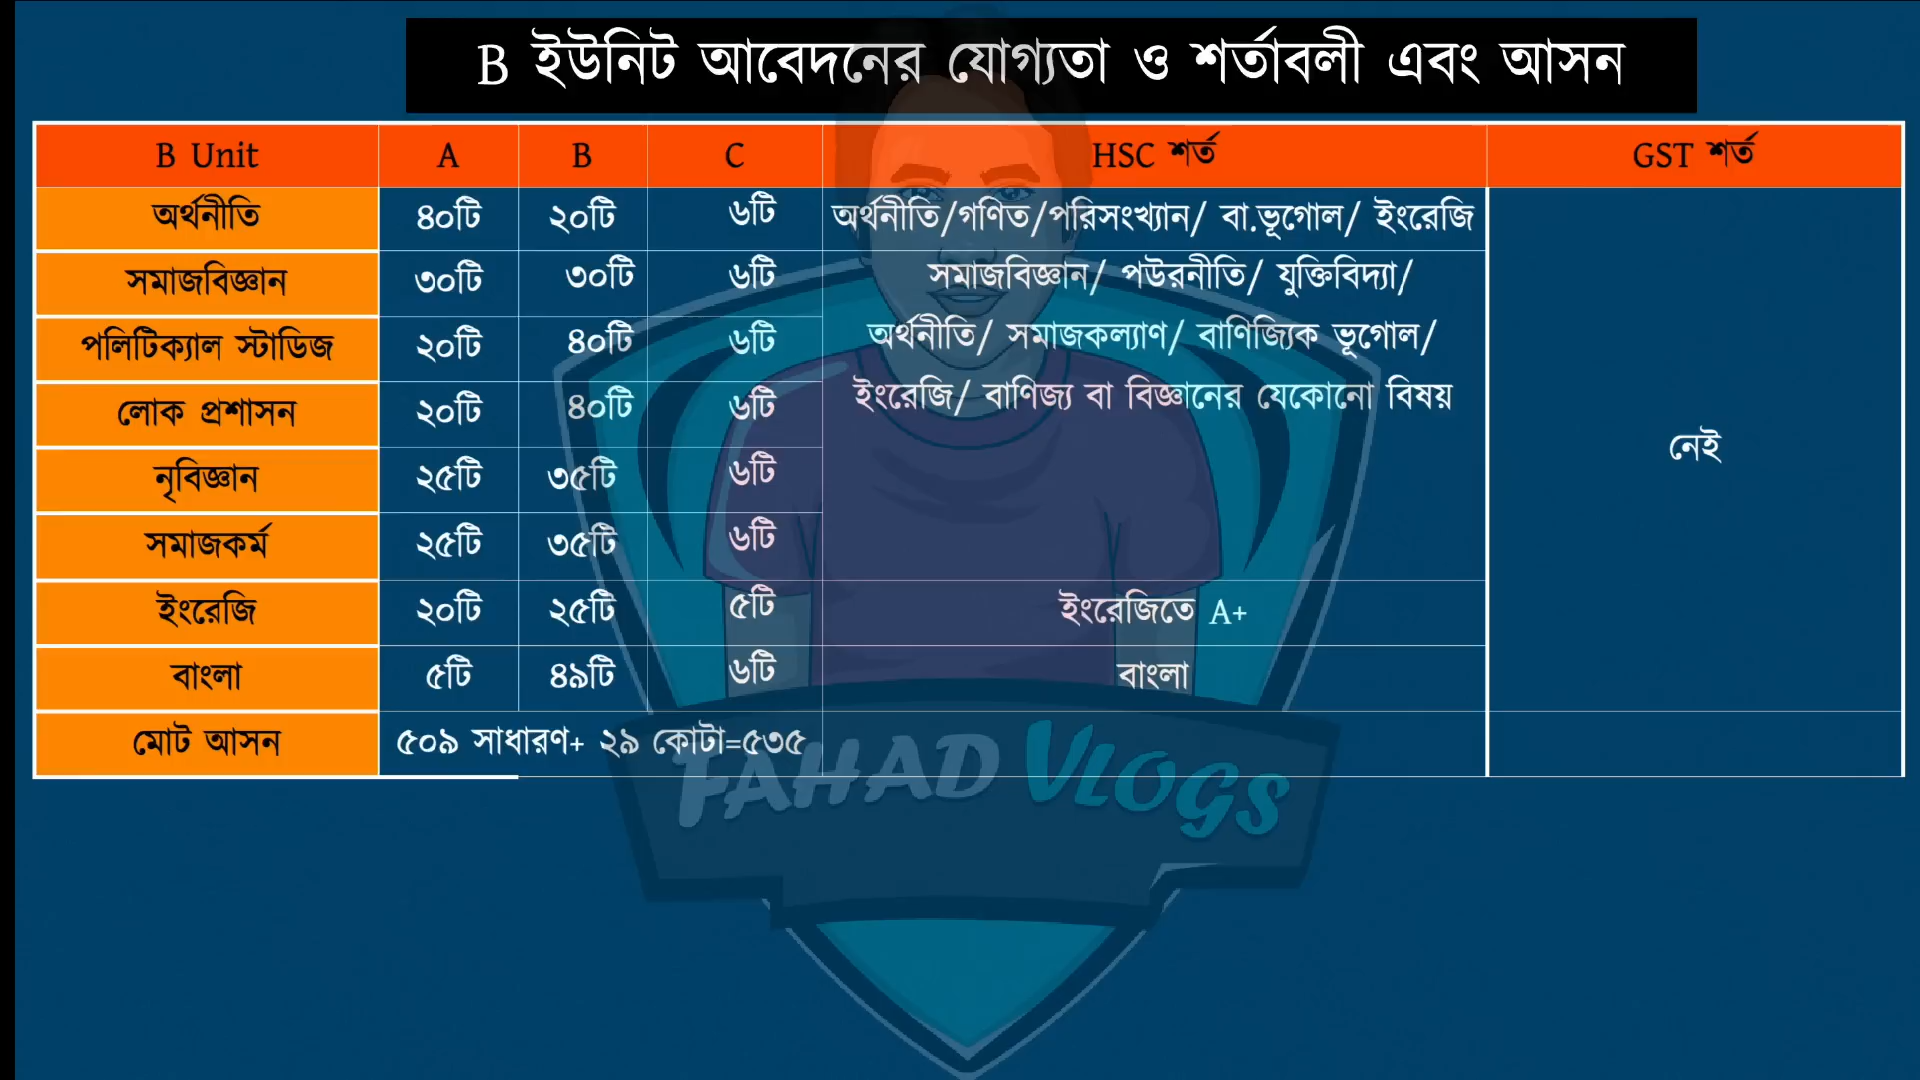 B ইউনিট আবেদনের যোগ্যতা ও শর্তাবলী এবং আসন
B Unit A B C HSC শর্ত GST শর্ত
অর্থনীতি ৪০টি ২০টি ৬টি অর্থনীতি/গণিত/পরিসংখ্যান/ বা.ভূগোল/ ইংরেজি
সমাজবিজ্ঞান ৩০টি ৩০টি ৬টি সমাজবিজ্ঞান/ পউরনীতি/ যুক্তিবিদ্যা/
পলিটিক্যাল স্টাডিজ ২০টি ৪০টি ৬টি অর্থনীতি/ সমাজকল্যাণ/ বাণিজ্যিক ভূগোল/
লোক প্রশাসন ২০টি ৪০টি ৬টি ইংরেজি/ বাণিজ্য বা বিজ্ঞানের যেকোনো বিষয়
নেই
নৃবিজ্ঞান ২৫টি ৩৫টি ৬টি
সমাজকর্ম ২৫টি ৩৫টি ৬টি
ইংরেজি ২০টি ২৫টি ৫টি ইংরেজিতে A+
বাংলা ৫টি ৪৯টি ৬টি বাংলা
মোট আসন ৫০৯ সাধারণ+ ২৯ কোটা=৫৩৫
FAHAD VLOGS